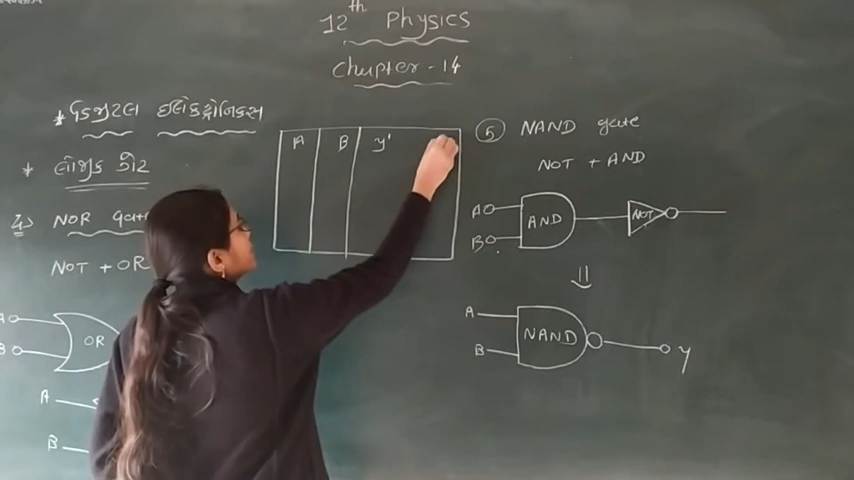 12th Physics
Chapter - 14
* ડિજીટલ ઇલેક્ટ્રોનિક્સ
* લોજીક ગેટ
4> NOR gate
NOT + OR
A
B
OR
A
B
A B y'
5 NAND gate
NOT + AND
A
B
AND
NOT
A
B
NAND
y